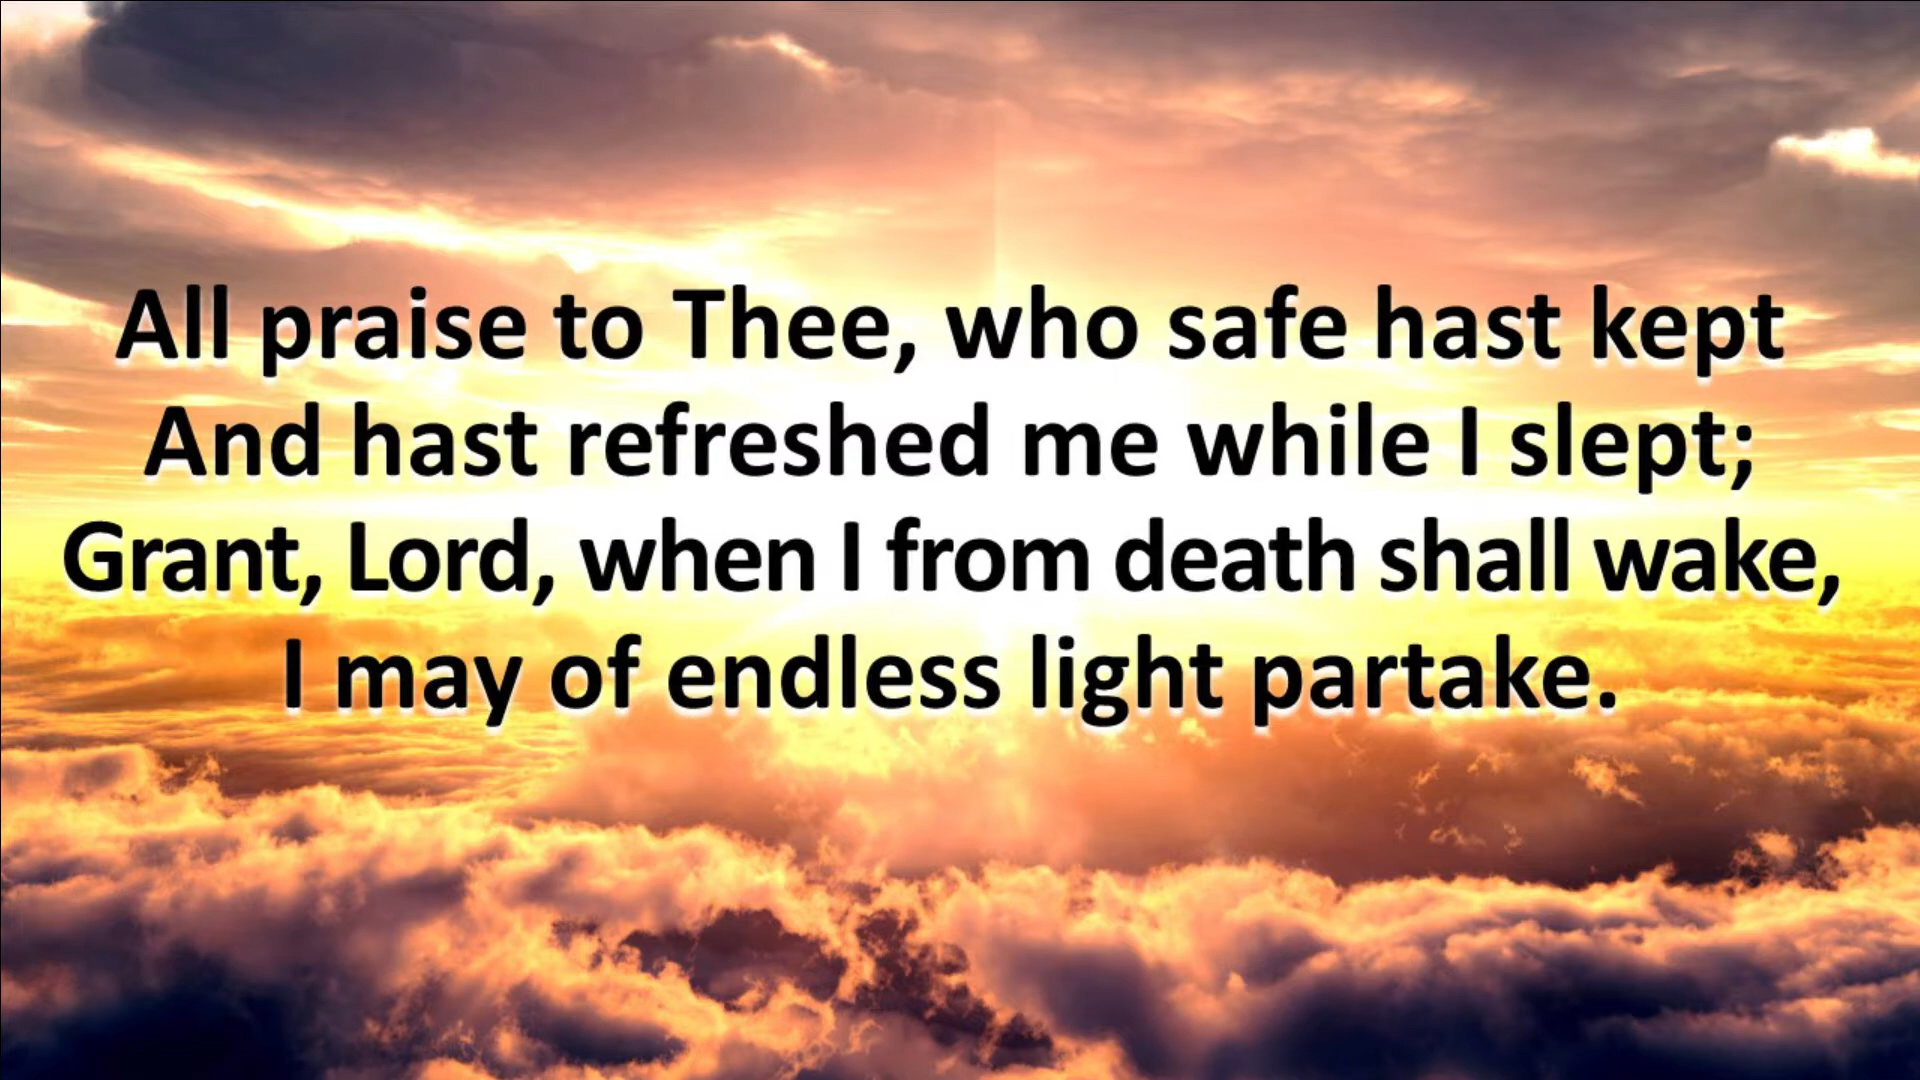 All praise to Thee, who safe hast kept
And hast refreshed me while I slept;
Grant, Lord, when I from death shall wake,
I may of endless light partake.